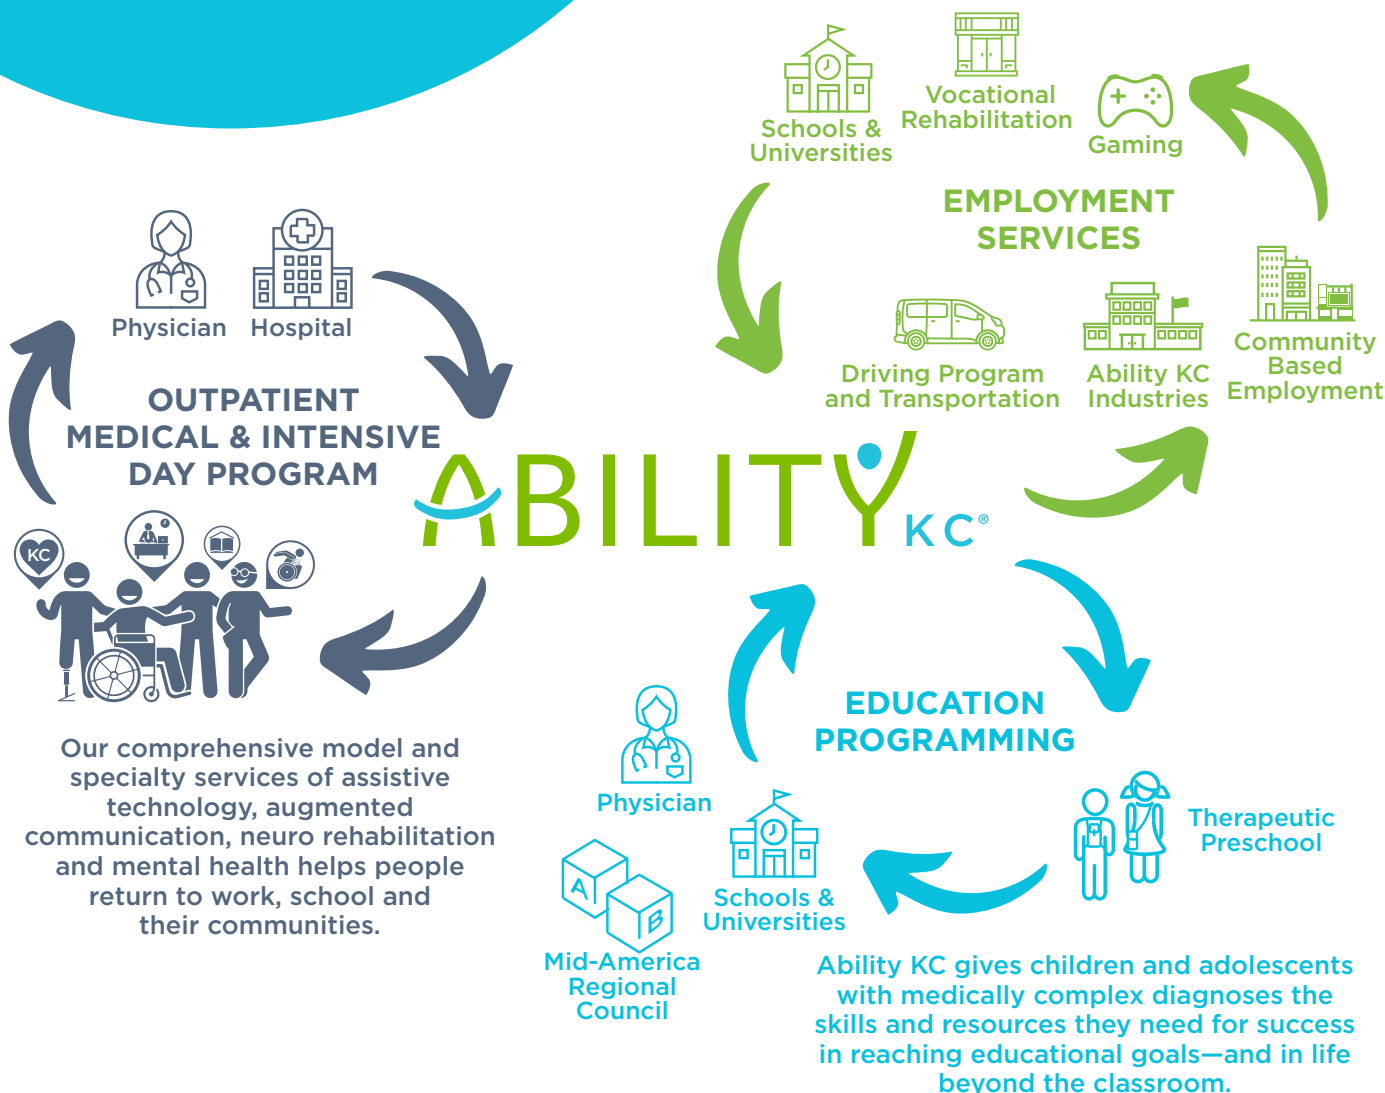 Schools &
Universities
Vocational
Rehabilitation
Gaming
EMPLOYMENT
SERVICES
Driving Program
and Transportation
Ability KC
Industries
Community
Based
Employment
Physician
Hospital
OUTPATIENT
MEDICAL & INTENSIVE
DAY PROGRAM
ABILITY KC®
KC
Our comprehensive model and
specialty services of assistive
technology, augmented
communication, neuro rehabilitation
and mental health helps people
return to work, school and
their communities.
EDUCATION
PROGRAMMING
Physician
Schools &
Universities
A
B
Mid-America
Regional
Council
Therapeutic
Preschool
Ability KC gives children and adolescents
with medically complex diagnoses the
skills and resources they need for success
in reaching educational goals—and in life
beyond the classroom.